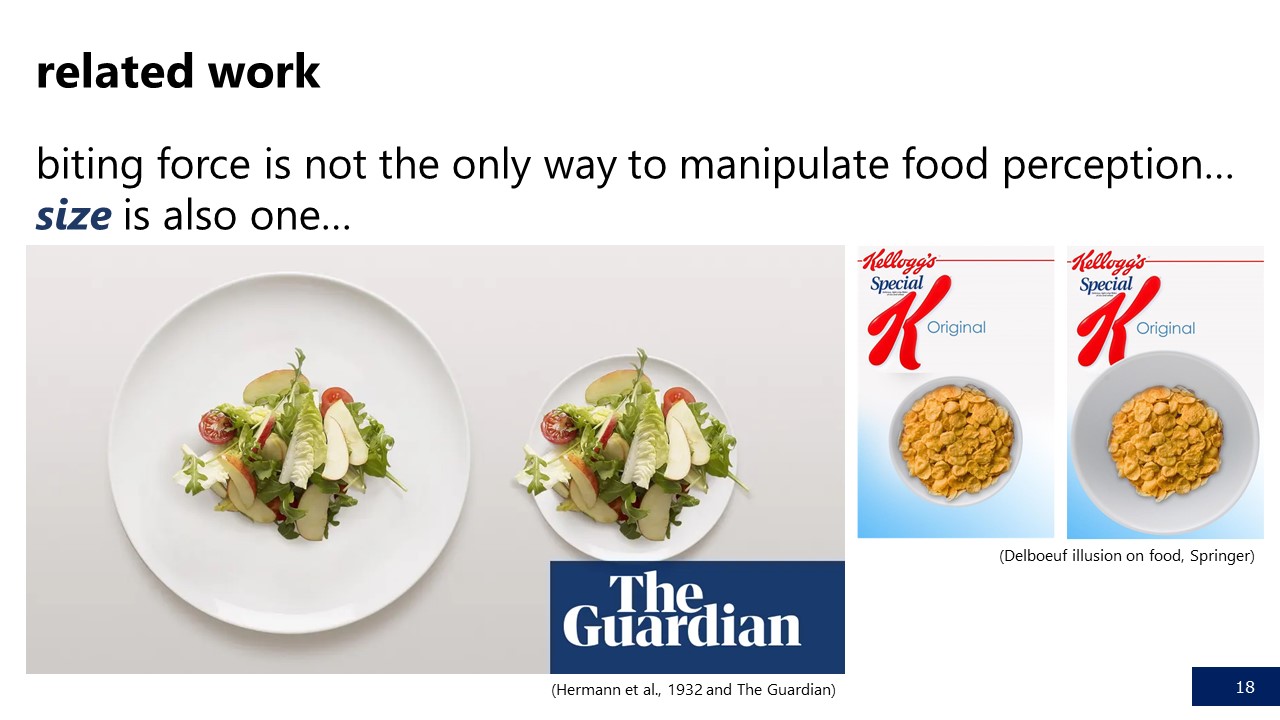 related work
biting force is not the only way to manipulate food perception…
size is also one…
Kellogg's
Special
K
Original
Kellogg's
Special
K
Original
(Delboeuf illusion on food, Springer)
The
Guardian
(Hermann et al., 1932 and The Guardian)
18